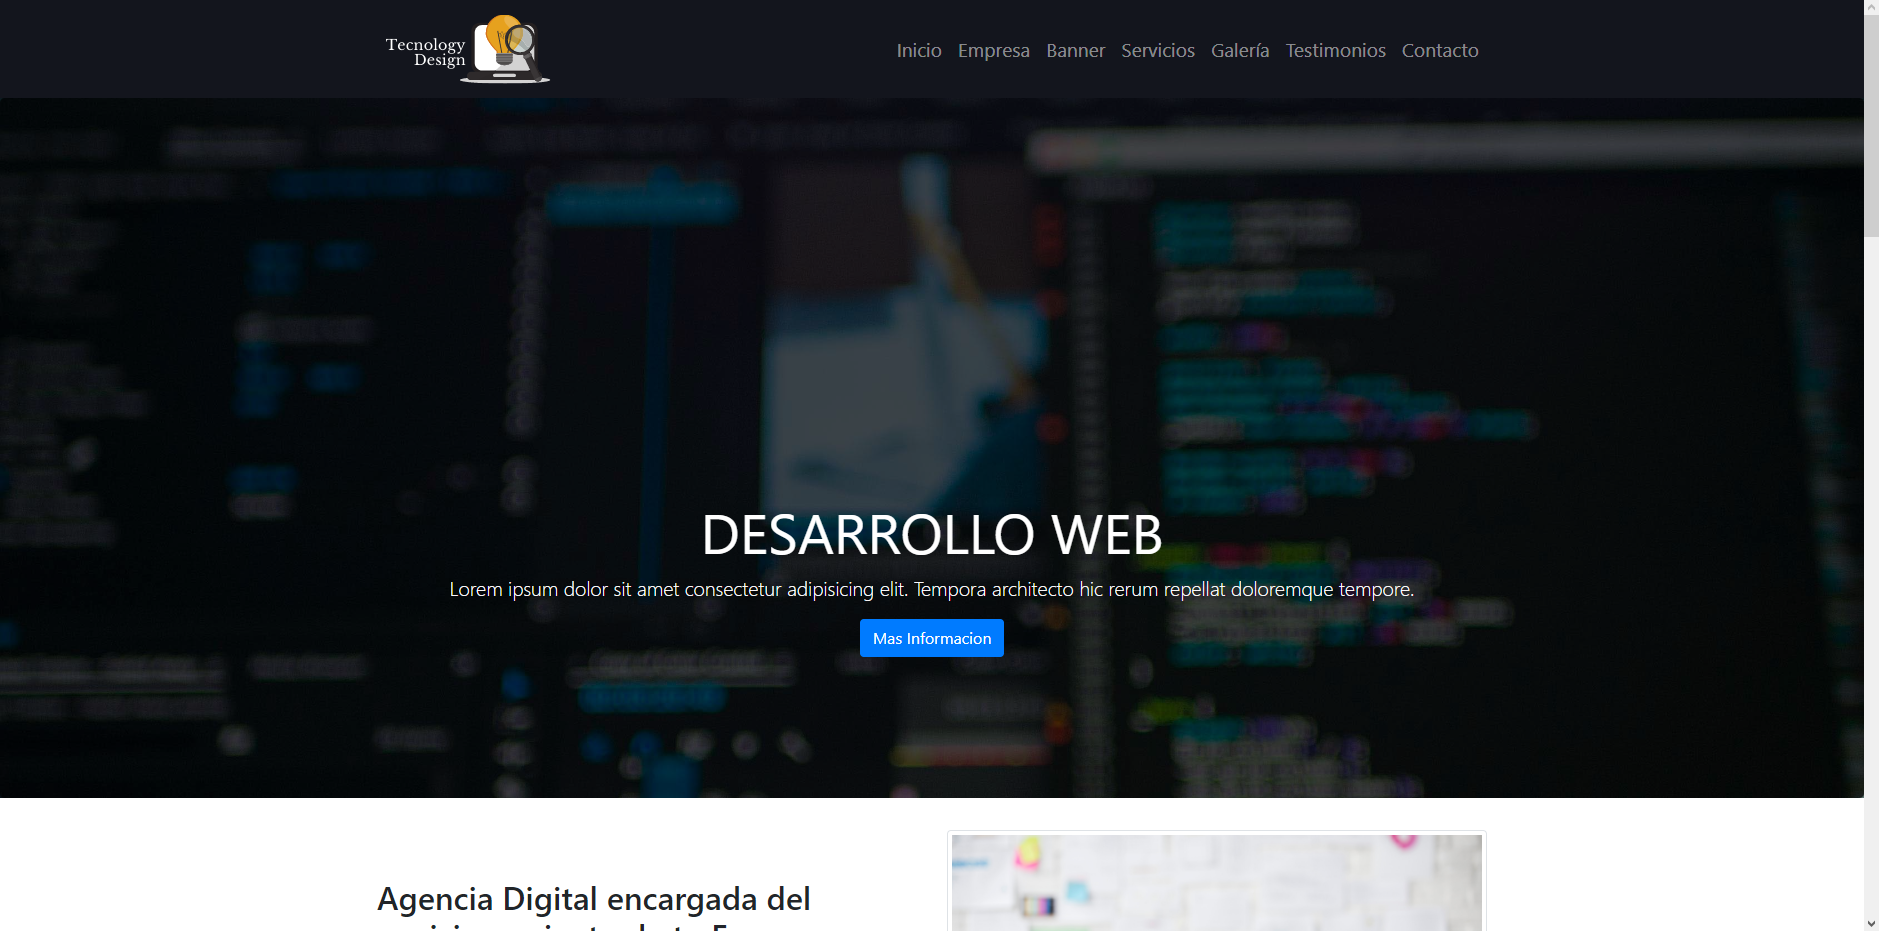 Tecnology
Design
Inicio Empresa Banner Servicios Galería Testimonios Contacto
DESARROLLO WEB
Lorem ipsum dolor sit amet consectetur adipisicing elit. Tempora architecto hic rerum repellat doloremque tempore.
Mas Informacion
Agencia Digital encargada del